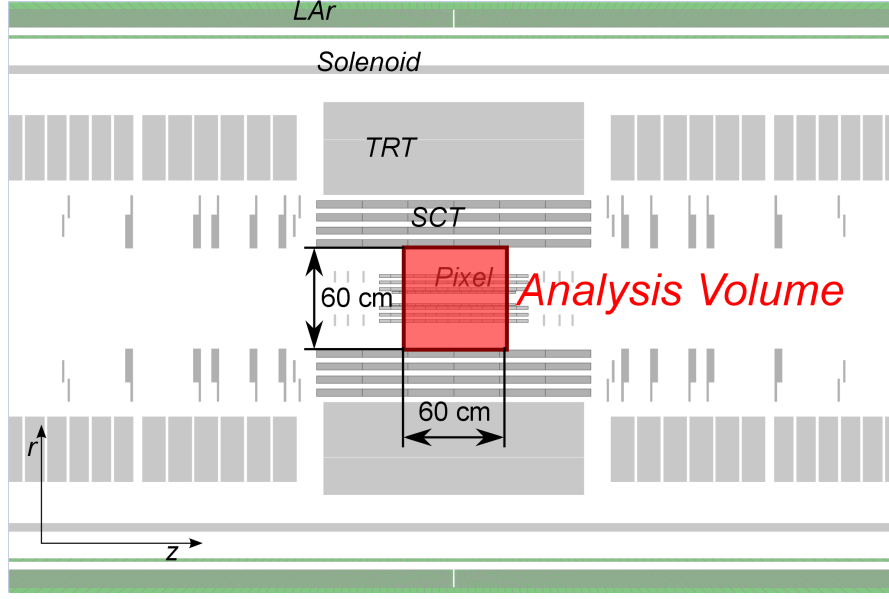 LAr
Solenoid
TRT
SCT
Pixel
60 cm
Analysis Volume
60 cm
r
z